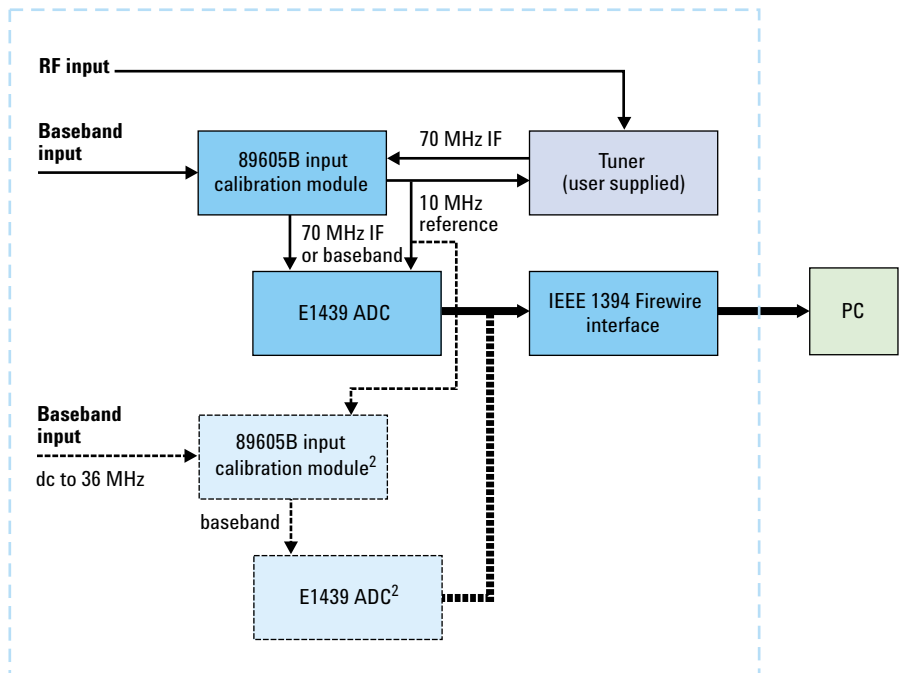 RF input
Baseband
input
89605B input
calibration module
70 MHz IF
Tuner
(user supplied)
10 MHz
reference
70 MHz IF
or baseband
E1439 ADC
IEEE 1394 Firewire
interface
PC
Baseband
input
dc to 36 MHz
89605B input
calibration module²
baseband
E1439 ADC²